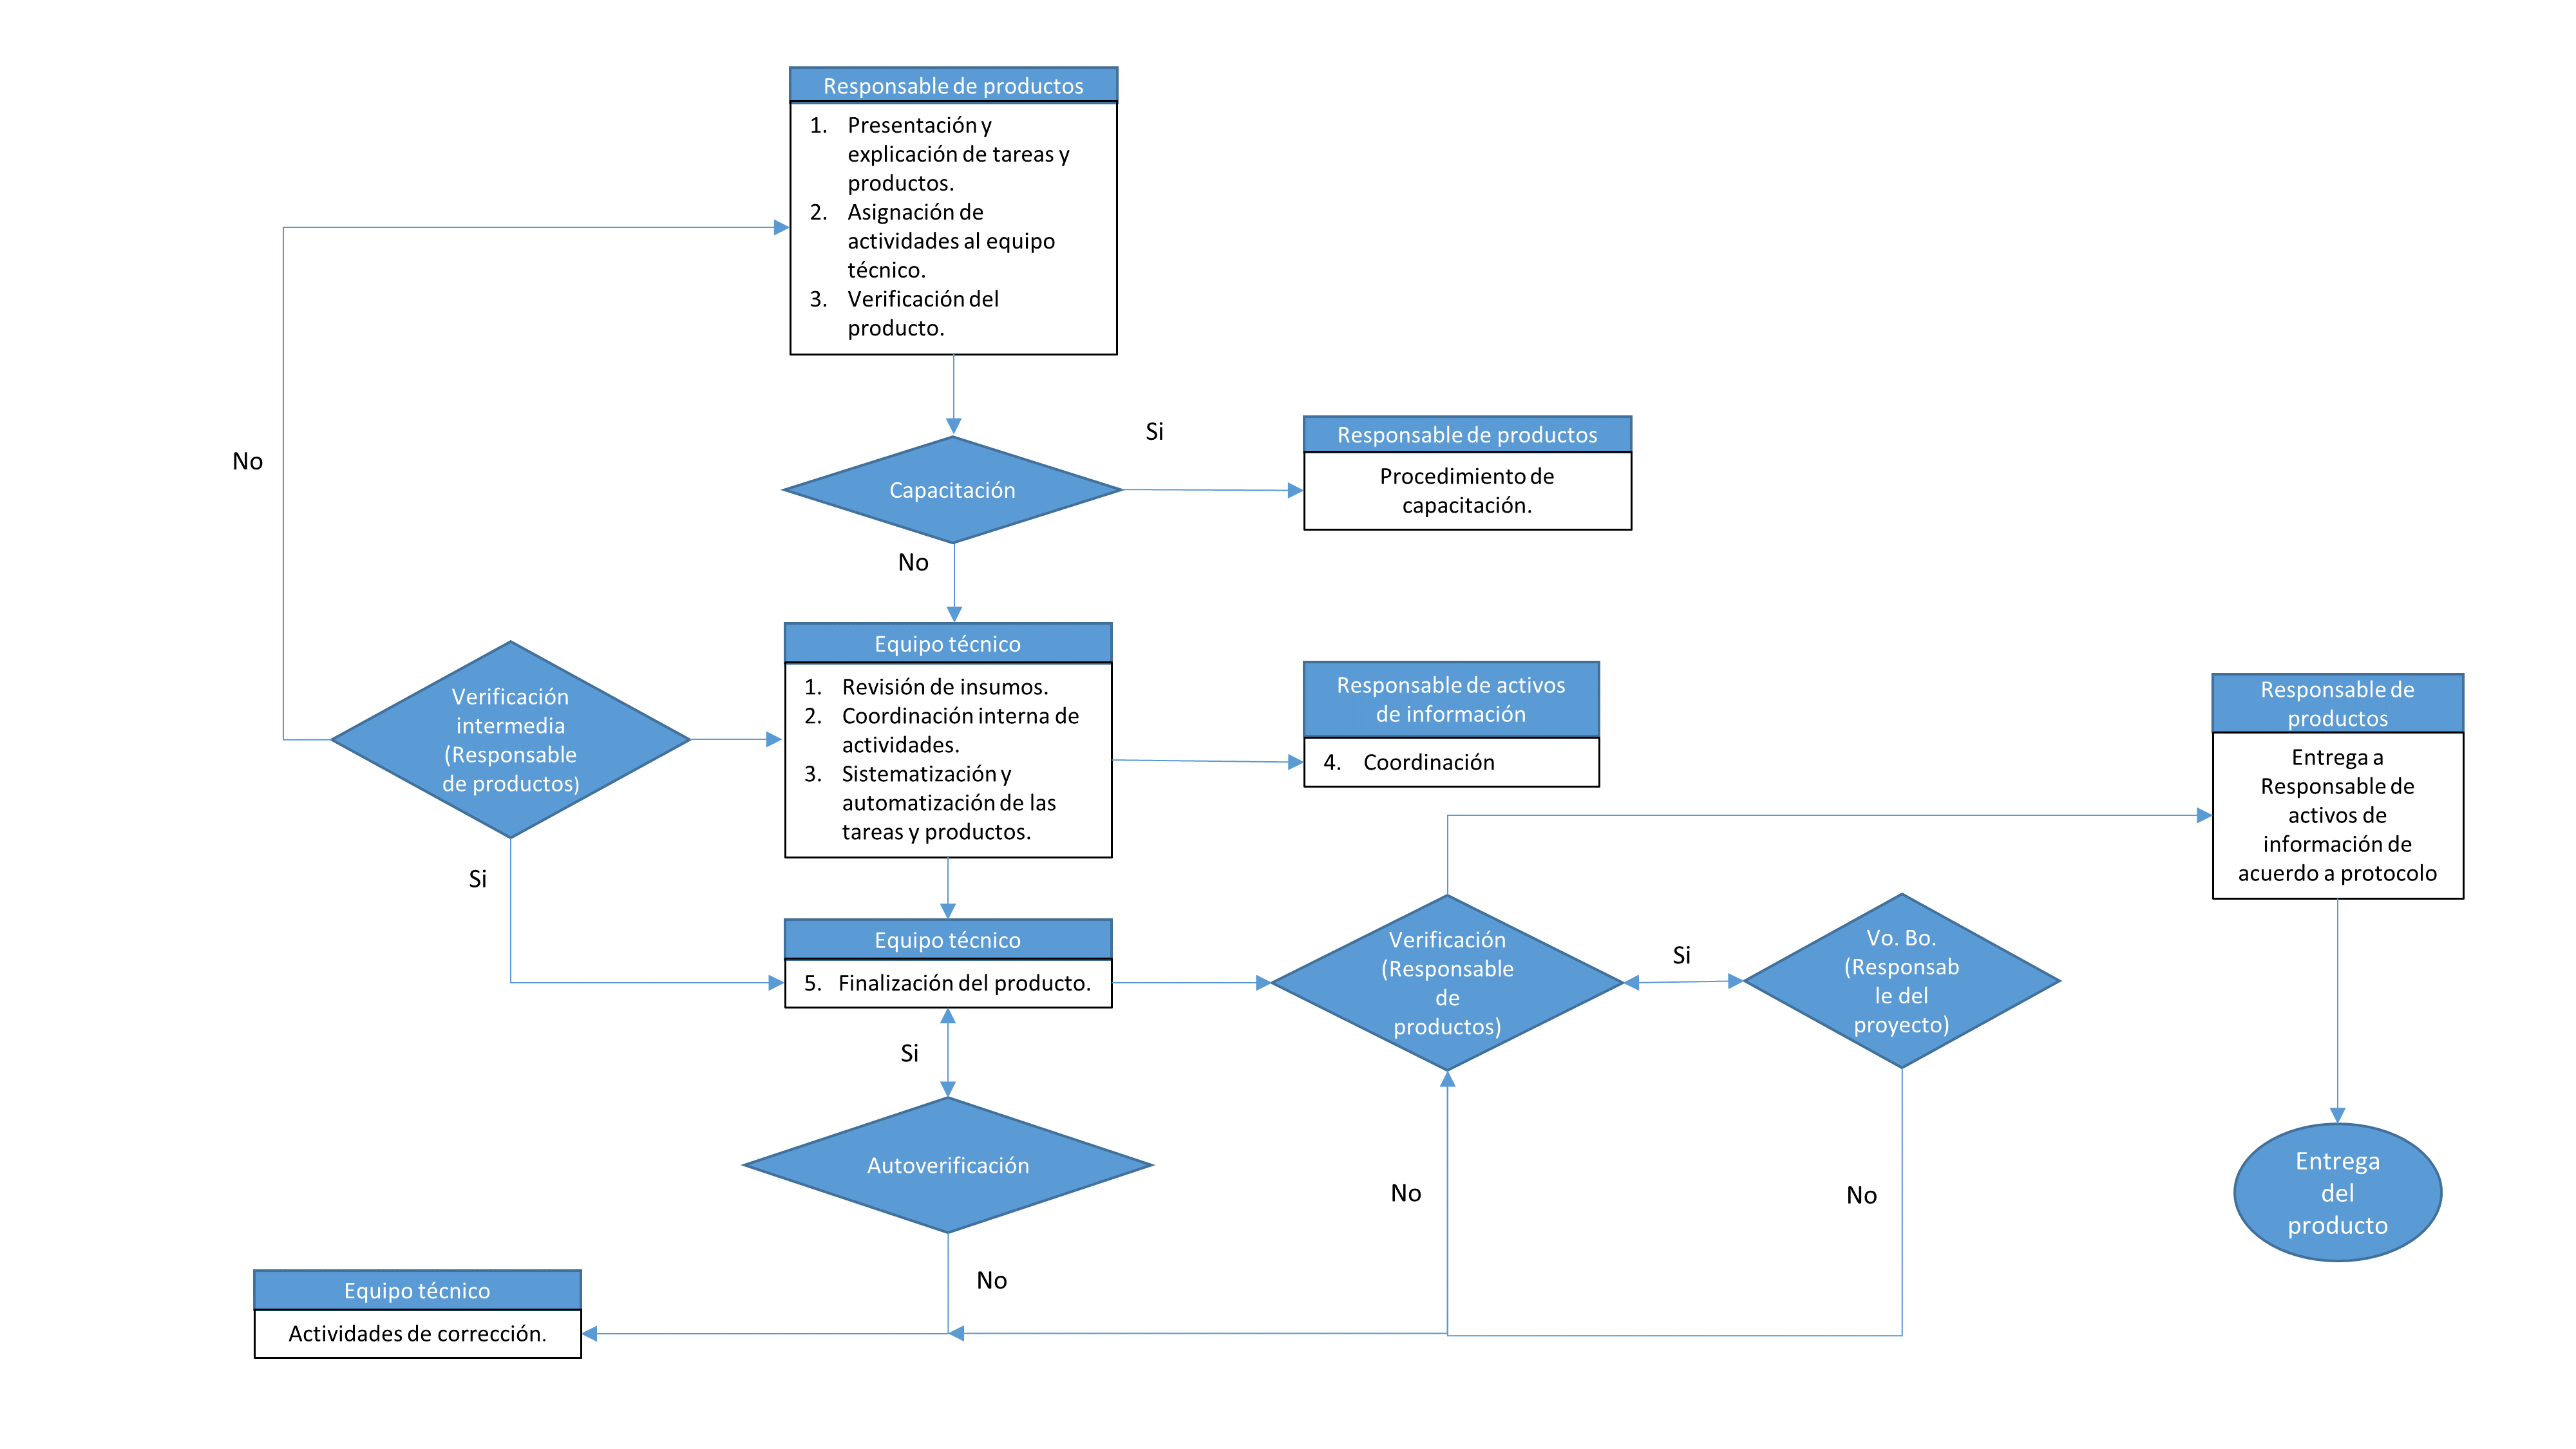 Responsable de productos
1. Presentación y
explicación de tareas y
productos.
2. Asignación de
actividades al equipo
técnico.
3. Verificación del
producto.
Si
Responsable de productos
Procedimiento de
capacitación.
No
Capacitación
No
Equipo técnico
1. Revisión de insumos.
2. Coordinación interna de
actividades.
3. Sistematización y
automatización de las
tareas y productos.
Verificación
intermedia
(Responsable
de productos)
Responsable de activos
de información
4. Coordinación
Responsable de
productos
Entrega a
Responsable de
activos de
información de
acuerdo a protocolo
Si
Equipo técnico
5. Finalización del producto.
Verificación
(Responsable
de
productos)
Si
Vo. Bo.
(Responsab
le del
proyecto)
Si
Autoverificación
No
No
Entrega
del
producto
No
Equipo técnico
Actividades de corrección.